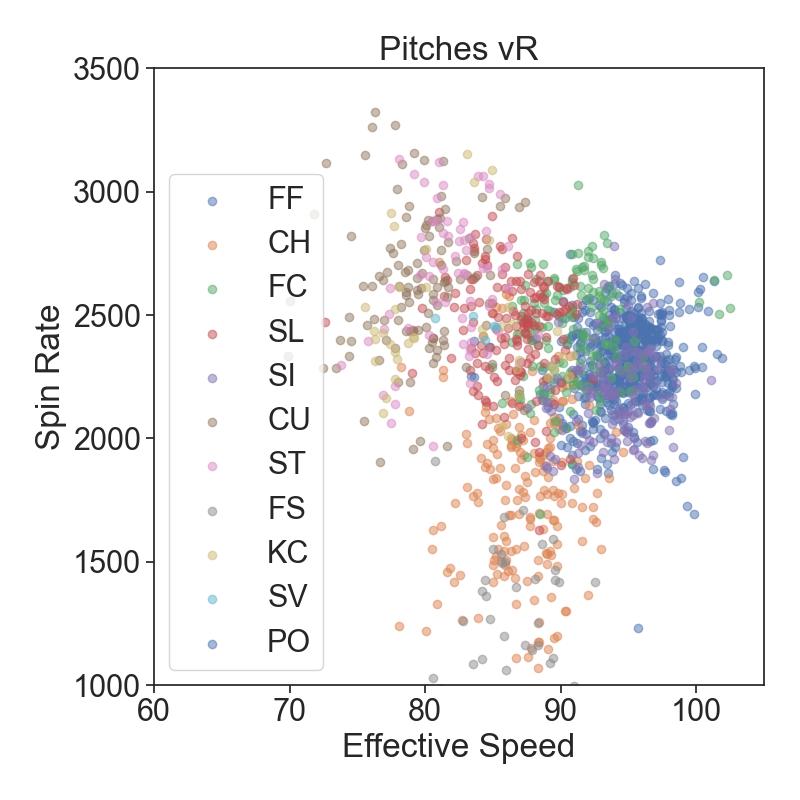 Pitches vR
3500
3000
2500
2000
1500
1000
Spin Rate
FF
CH
FC
SL
SI
CU
ST
FS
KC
SV
PO
60
70
80
90
100
Effective Speed